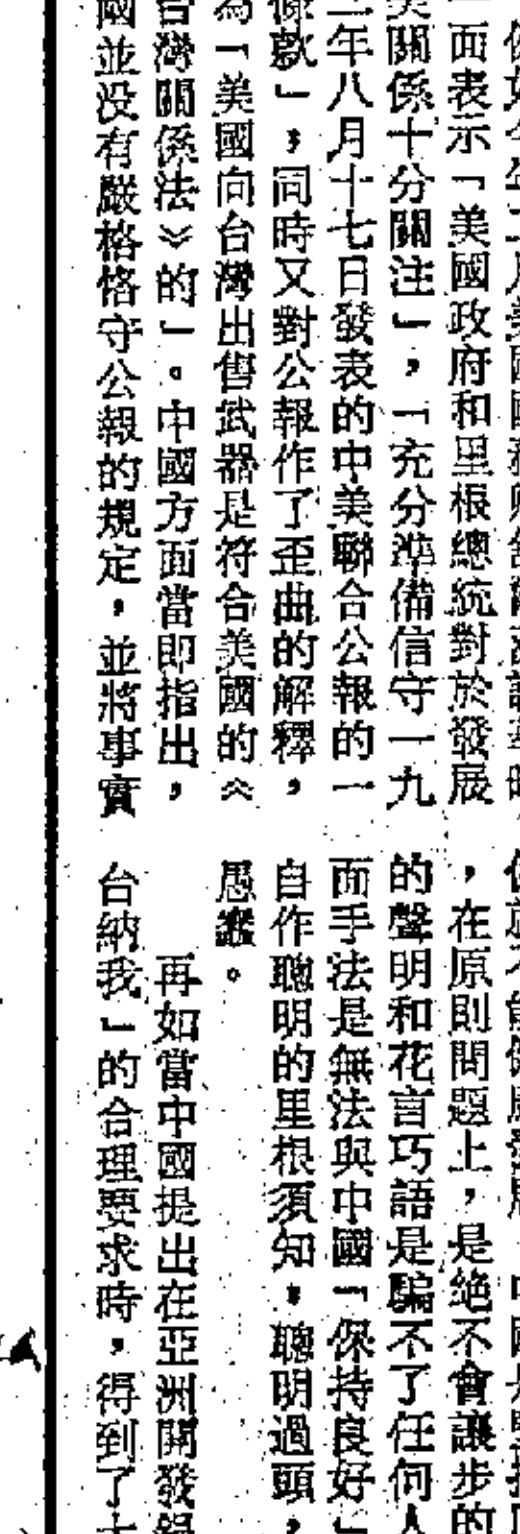 面表示「美國政府和里根總統對於發展
美關係十分關注」，「充分準備信守一九
二年八月十七日發表的中美聯合公報的一
條款」，同時又對公報作了歪曲的解釋，
為「美國向台灣出售武器是符合美國的《
台灣關係法》的」。中國方面當即指出，
國並没有嚴格恪守公報的規定，並將事實
，在原則問題上，是絶不會讓步的
的聲明和花言巧語是騙不了任何人
面手法是無法與中國「保持良好」
自作聰明的里根須知，聰明過頭，
愚蠢。
再如當中國提出在亞洲開發銀
台納我」的合理要求時，得到了